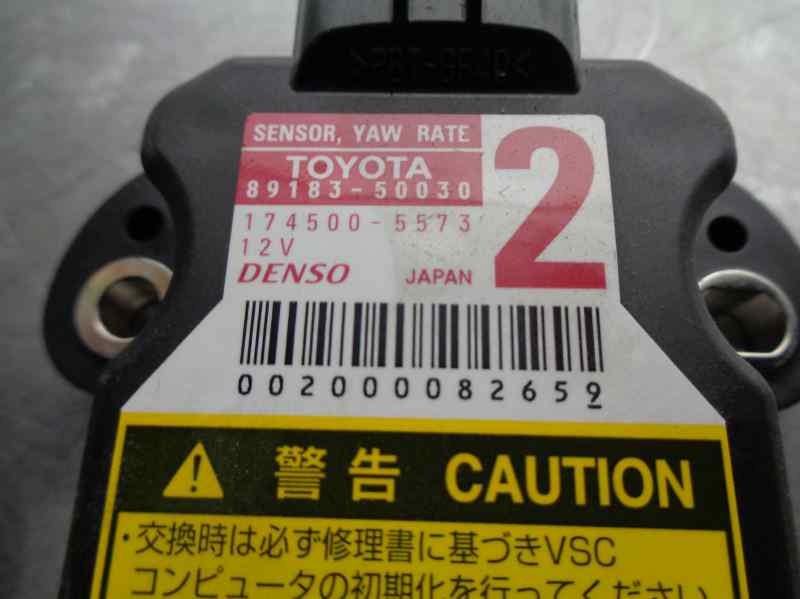 >PBT-GF40<
SENSOR, YAW RATE
2
TOYOTA
89183-50030
174500-5573
12V
DENSO JAPAN
002000082659
警告 CAUTION
・交換時は必ず修理書に基づきVSC
コンピュータの初期化を行ってください